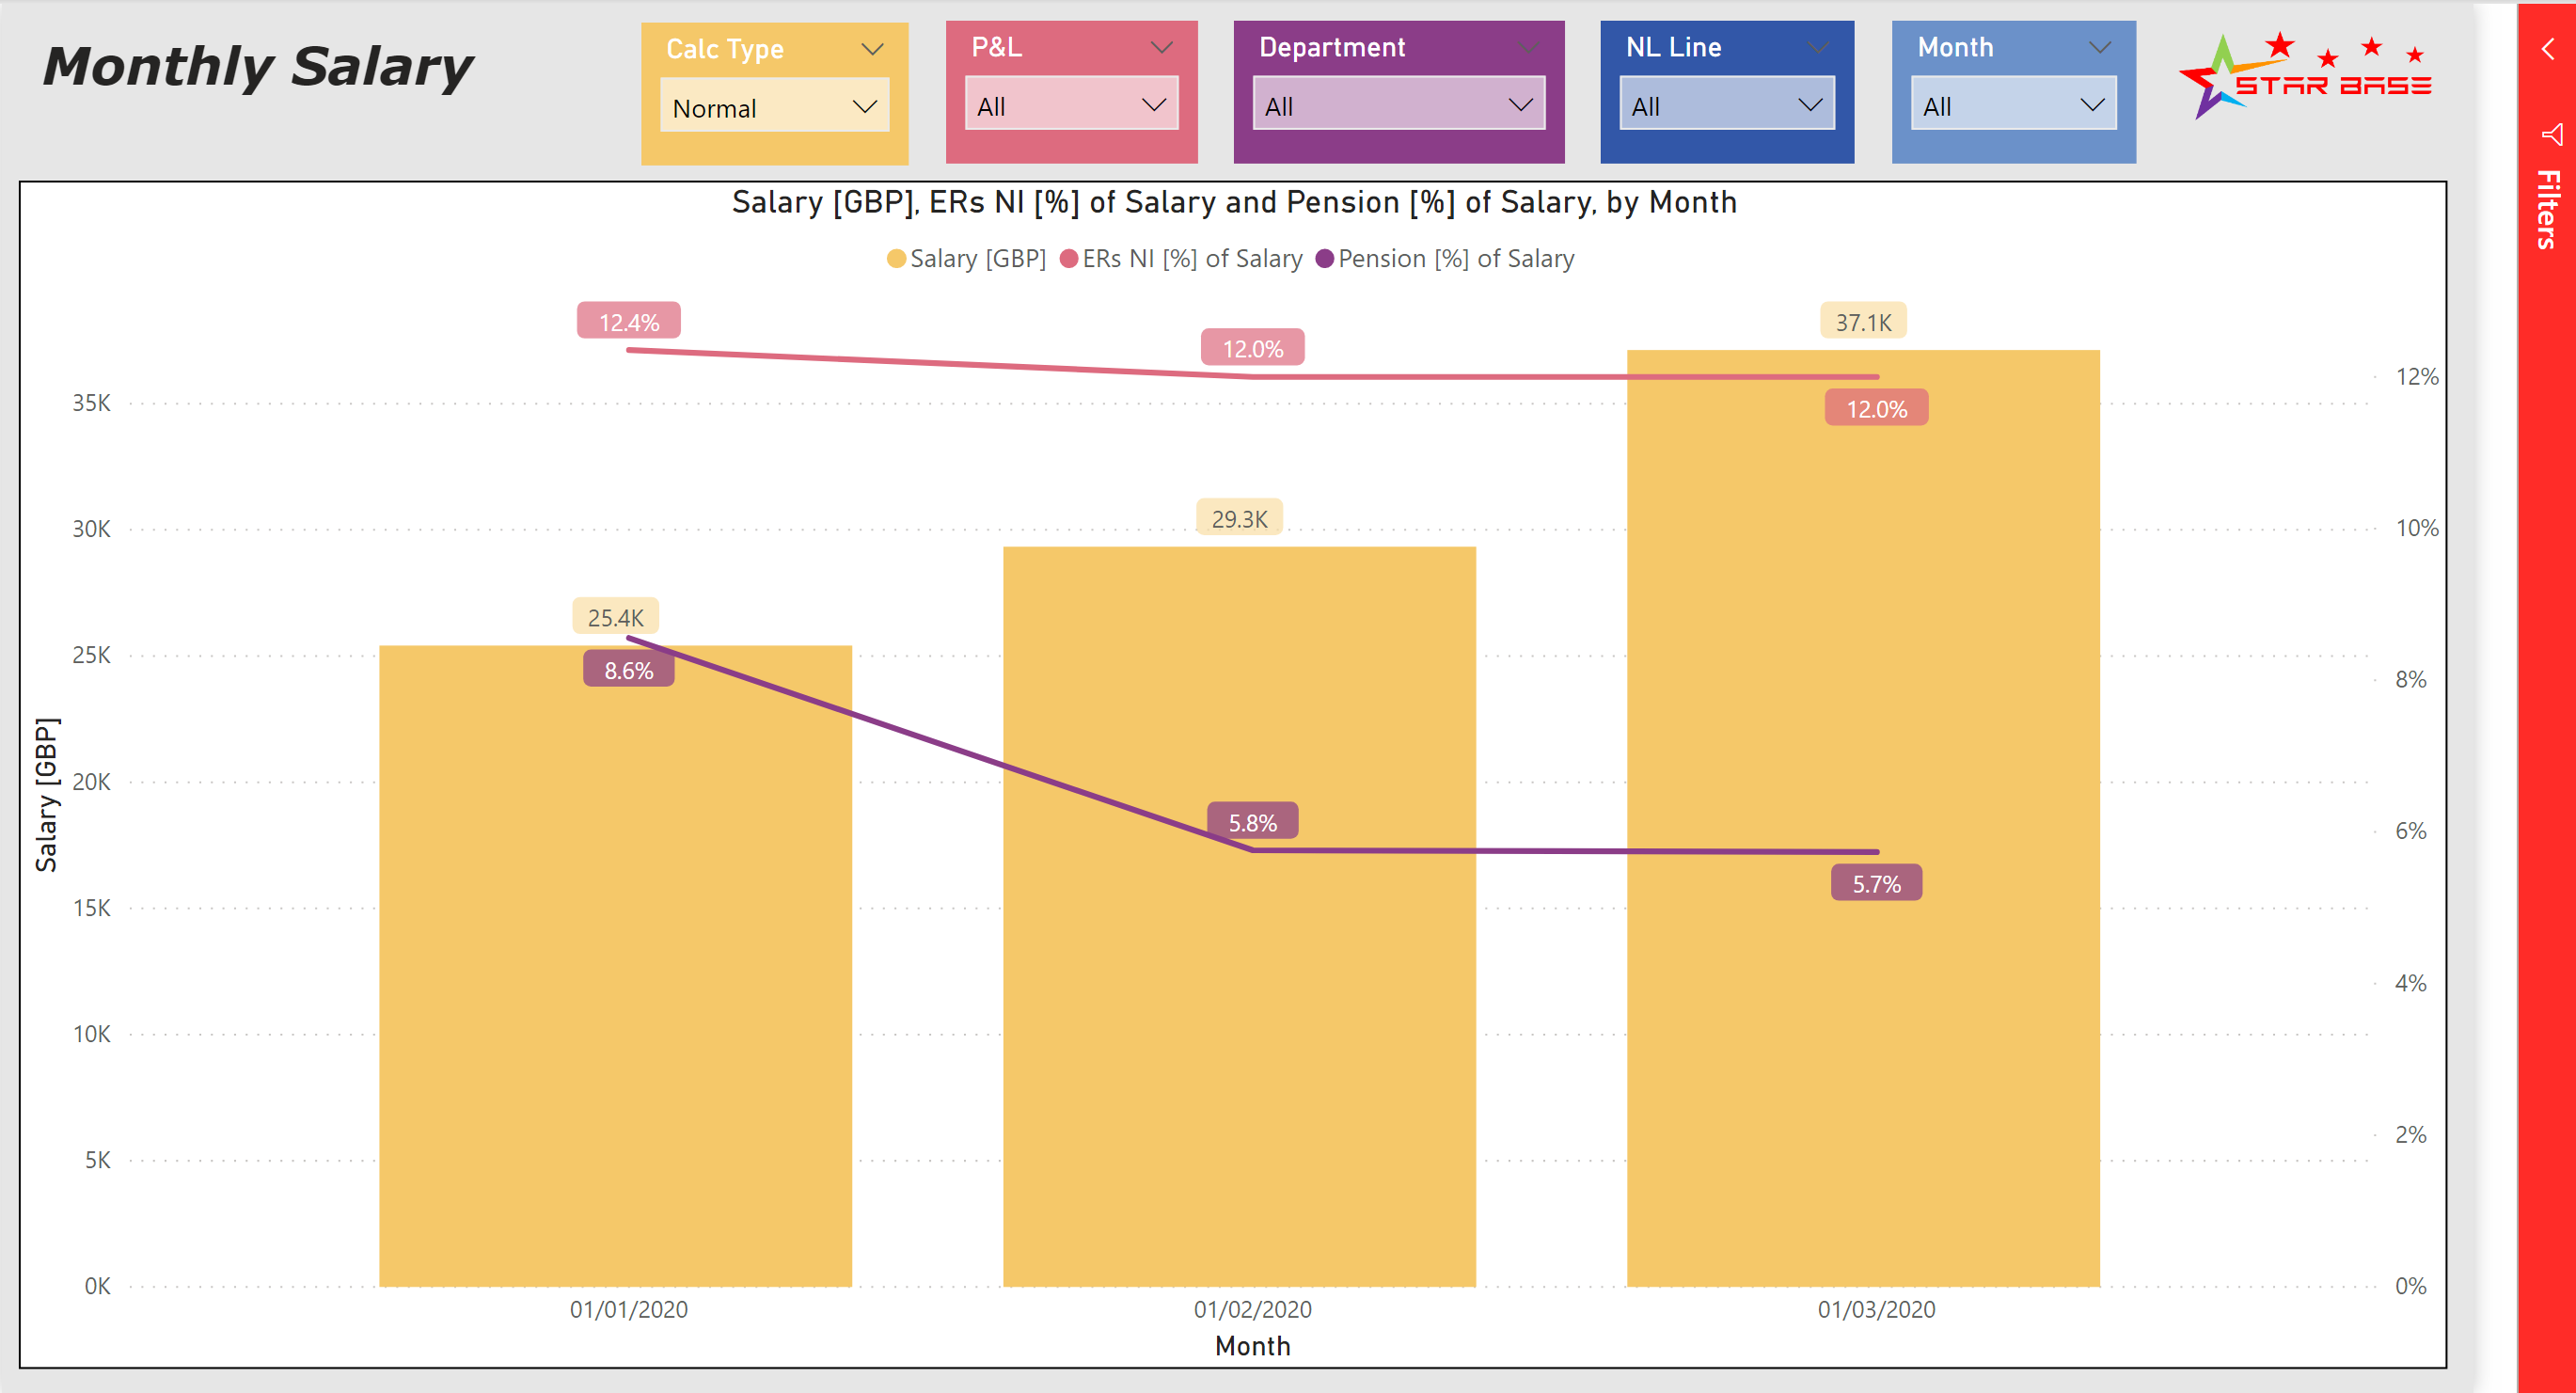 Monthly Salary
Calc Type
Normal
P&L
All
Department
All
NL Line
All
Month
All
STAR BASE
Filters
Salary [GBP], ERs NI [%] of Salary and Pension [%] of Salary, by Month
Salary [GBP] ERs NI [%] of Salary Pension [%] of Salary
12.4%
12.0%
37.1K
12.0%
29.3K
25.4K
8.6%
5.8%
5.7%
35K
30K
25K
20K
15K
10K
5K
0K
12%
10%
8%
6%
4%
2%
0%
Salary [GBP]
01/01/2020
01/02/2020
01/03/2020
Month